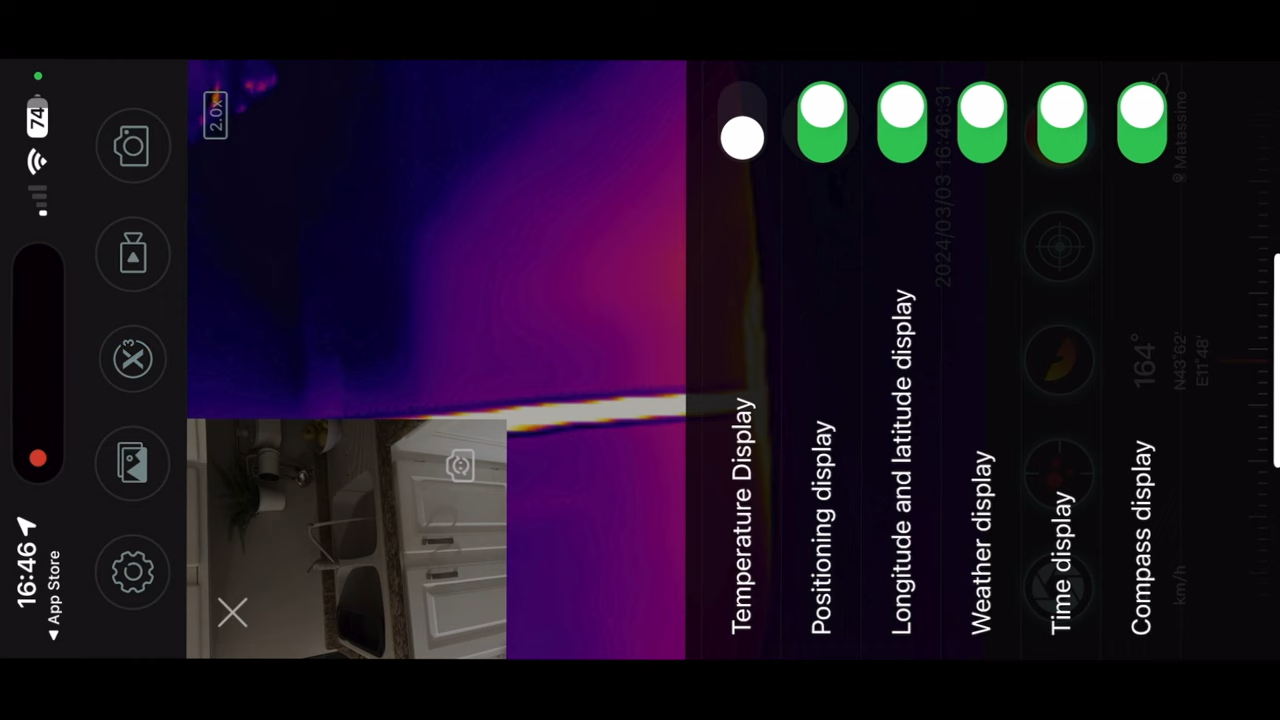 16:46
74
◀ App Store
2.0x
Temperature Display
Positioning display
Longitude and latitude display
Weather display
Time display
Compass display
2024/03/03 16:46:31
Matassino
164°
N43°62'
E11°48'
km/h
X³